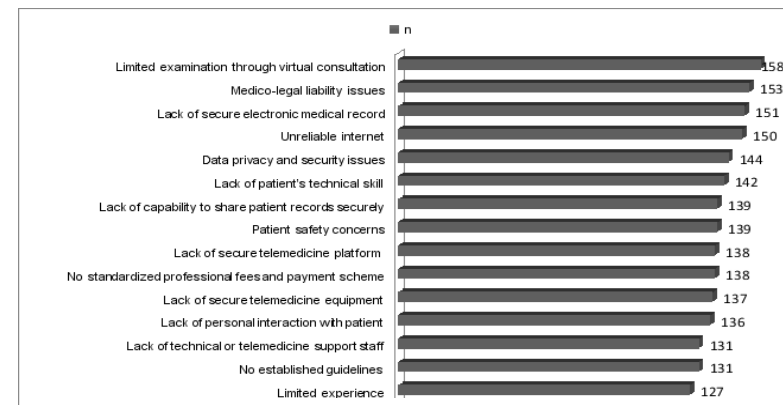 n
Limited examination through virtual consultation 158
Medico-legal liability issues 153
Lack of secure electronic medical record 151
Unreliable internet 150
Data privacy and security issues 144
Lack of patient's technical skill 142
Lack of capability to share patient records securely 139
Patient safety concerns 139
Lack of secure telemedicine platform 138
No standardized professional fees and payment scheme 138
Lack of secure telemedicine equipment 137
Lack of personal interaction with patient 136
Lack of technical or telemedicine support staff 131
No established guidelines 131
Limited experience 127